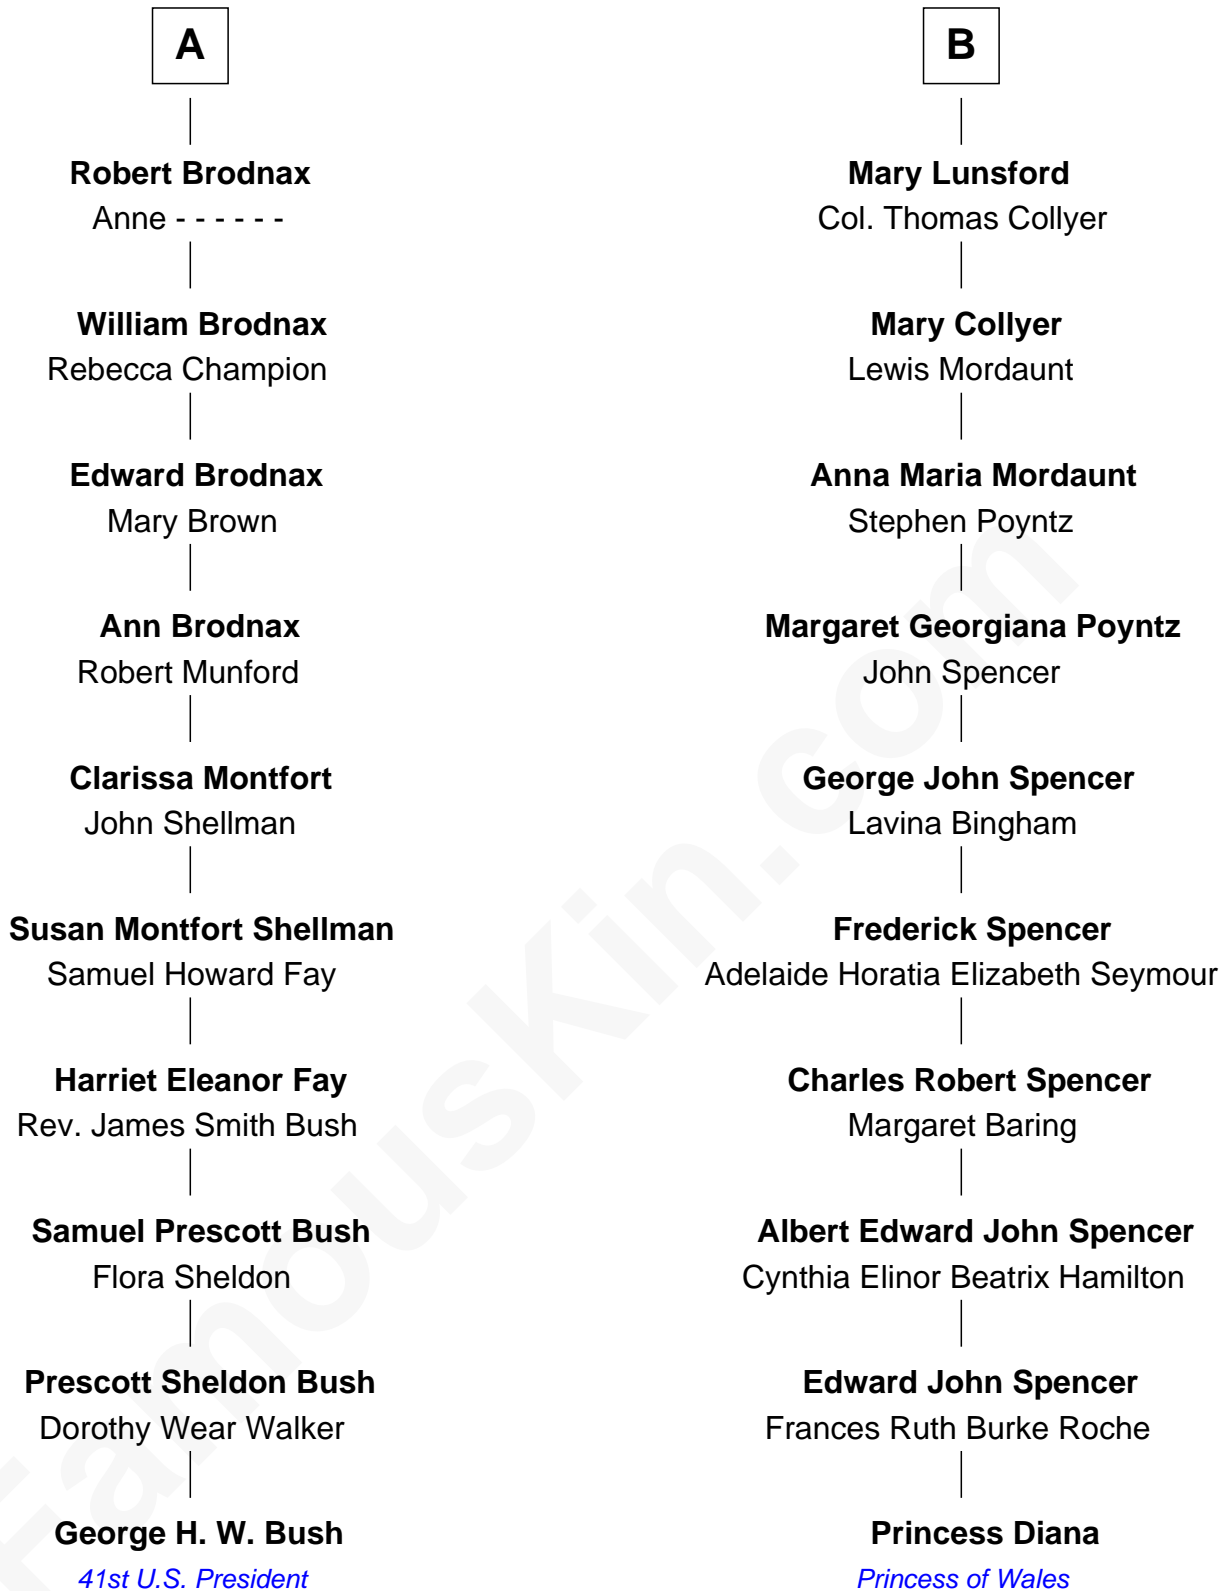 A
Robert Brodnax
Anne - - - - - -
William Brodnax
Rebecca Champion
Edward Brodnax
Mary Brown
Ann Brodnax
Robert Munford
Clarissa Montfort
John Shellman
Susan Montfort Shellman
Samuel Howard Fay
Harriet Eleanor Fay
Rev. James Smith Bush
Samuel Prescott Bush
Flora Sheldon
Prescott Sheldon Bush
Dorothy Wear Walker
George H. W. Bush
41st U.S. President
B
Mary Lunsford
Col. Thomas Collyer
Mary Collyer
Lewis Mordaunt
Anna Maria Mordaunt
Stephen Poyntz
Margaret Georgiana Poyntz
John Spencer
George John Spencer
Lavina Bingham
Frederick Spencer
Adelaide Horatia Elizabeth Seymour
Charles Robert Spencer
Margaret Baring
Albert Edward John Spencer
Cynthia Elinor Beatrix Hamilton
Edward John Spencer
Frances Ruth Burke Roche
Princess Diana
Princess of Wales
FamousKin.com